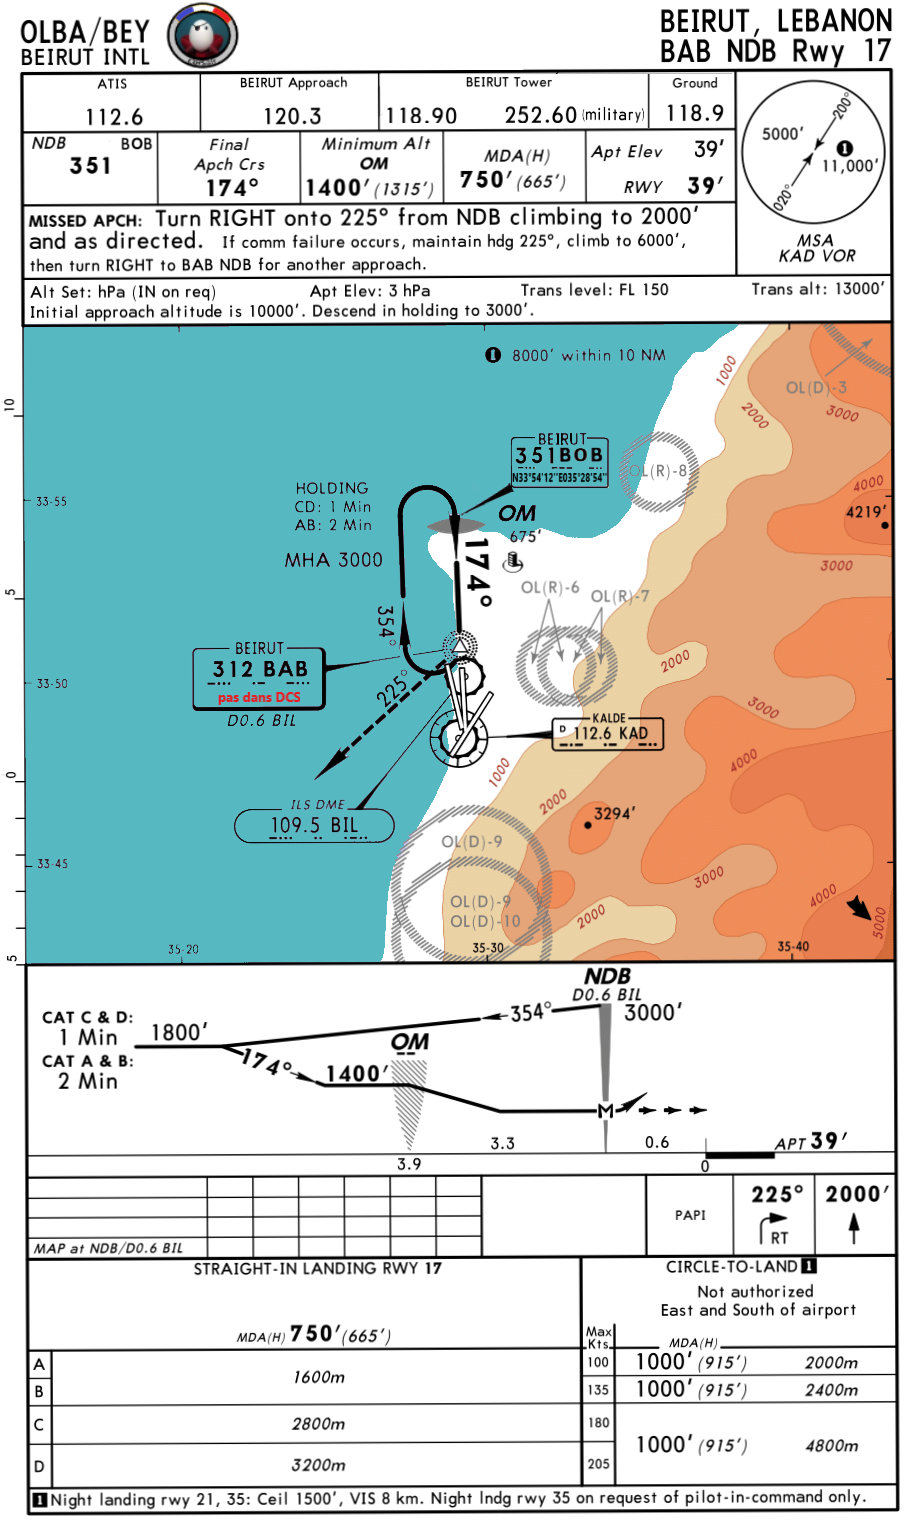 OLBA/BEY
BEIRUT INTL
BEIRUT, LEBANON
BAB NDB Rwy 17
ATIS
112.6
BEIRUT Approach
120.3
BEIRUT Tower
118.90 252.60 (military)
Ground
118.9
NDB BOB
351
Final
Apch Crs
174°
Minimum Alt
OM
1400' (1315')
MDA(H)
750' (665')
Apt Elev 39'
RWY 39'
MISSED APCH: Turn RIGHT onto 225° from NDB climbing to 2000'
and as directed. If comm failure occurs, maintain hdg 225°, climb to 6000',
then turn RIGHT to BAB NDB for another approach.
200°
5000'
1
11,000'
020°
MSA
KAD VOR
Alt Set: hPa (IN on req) Apt Elev: 3 hPa Trans level: FL 150 Trans alt: 13000'
Initial approach altitude is 10000'. Descend in holding to 3000'.
1 8000' within 10 NM
1000
2000
OL(D)-3
3000
10
BEIRUT
351 BOB
N33°54'12"E035°28'54"
OL(R)-8
4000
4219'
33-55
HOLDING
CD: 1 Min
AB: 2 Min
MHA 3000
OM
675'
174°
3000
5
OL(R)-6
OL(R)-7
354°
BEIRUT
312 BAB
pas dans DCS
D0.6 BIL
225°
2000
33-50
3000
KALDE
D 112.6 KAD
4000
0
1000
2000
ILS DME
109.5 BIL
3294'
OL(D)-9
33-45
3000
4000
OL(D)-9
OL(D)-10
2000
5000
5
35-20
35-30
35-40
NDB
D0.6 BIL
3000'
354°
CAT C & D:
1 Min
1800'
CAT A & B:
2 Min
174°
OM
1400'
M
3.3
0.6
APT 39'
3.9
0
MAP at NDB/D0.6 BIL
PAPI
225°
RT
2000'
STRAIGHT-IN LANDING RWY 17
CIRCLE-TO-LAND 1
Not authorized
East and South of airport
MDA(H) 750' (665')
Max
Kts
MDA(H)
A
B
1600m
C
2800m
D
3200m
100 1000' (915') 2000m
135 1000' (915') 2400m
180
205
1000' (915') 4800m
1 Night landing rwy 21, 35: Ceil 1500', VIS 8 km. Night lndg rwy 35 on request of pilot-in-command only.